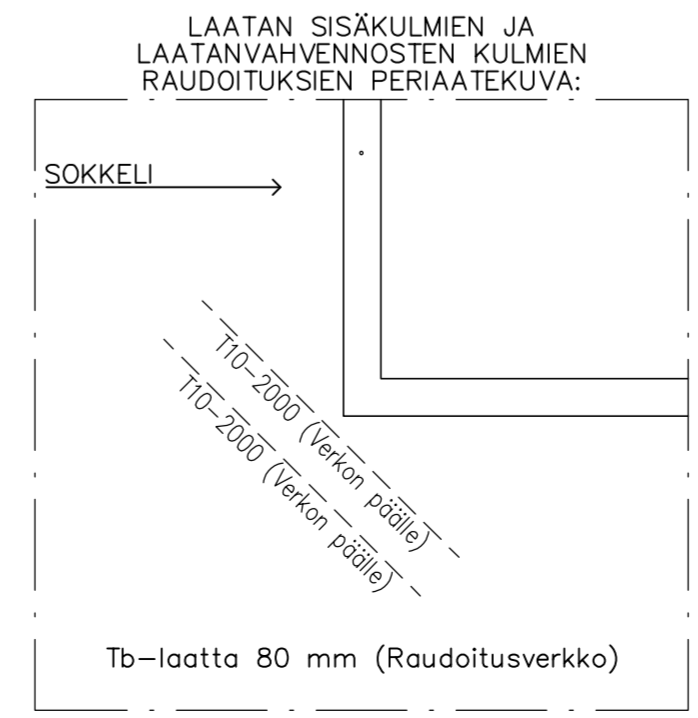 LAATAN SISÄKULMIEN JA
LAATANVAHVENNOSTEN KULMIEN
RAUDOITUKSIEN PERIAATEKUVA:
SOKKELI
T10-2000 (Verkon päälle)
T10-2000 (Verkon päälle)
Tb-laatta 80 mm (Raudoitusverkko)